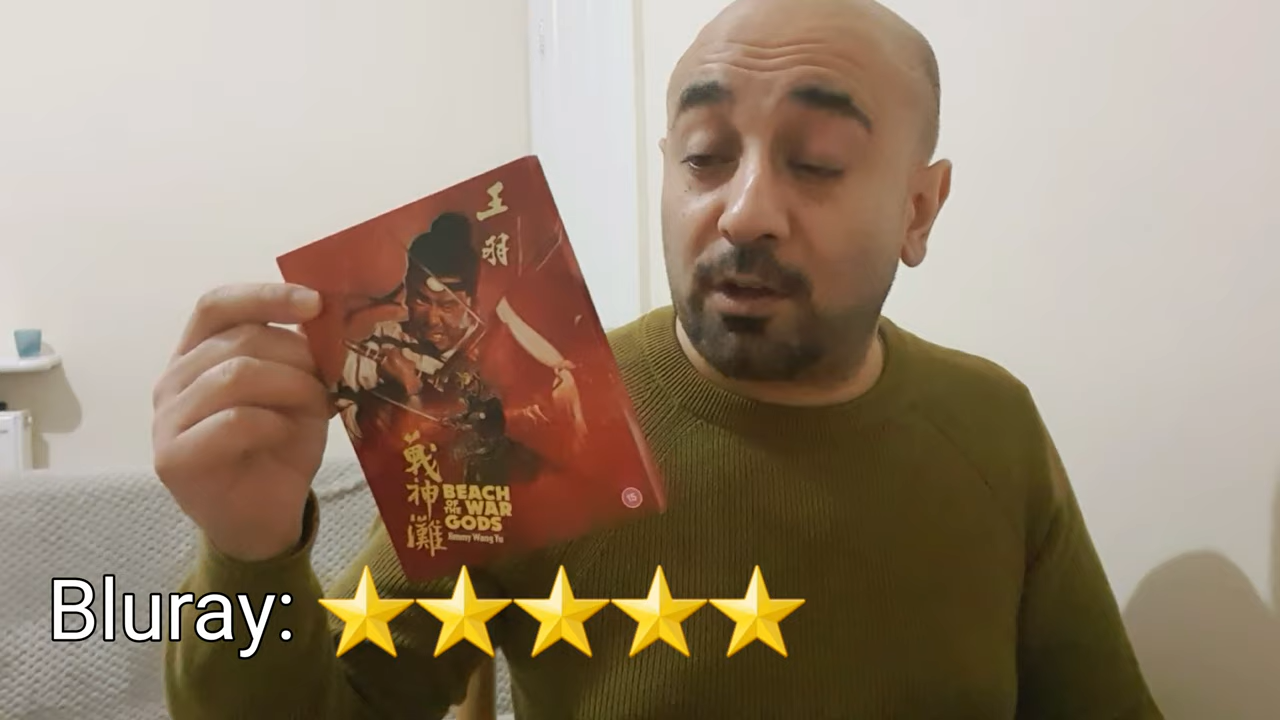 王羽
戰神灘
BEACH
OF THE WAR
GODS
Jimmy Wang Yu
15
Bluray: ⭐⭐⭐⭐⭐